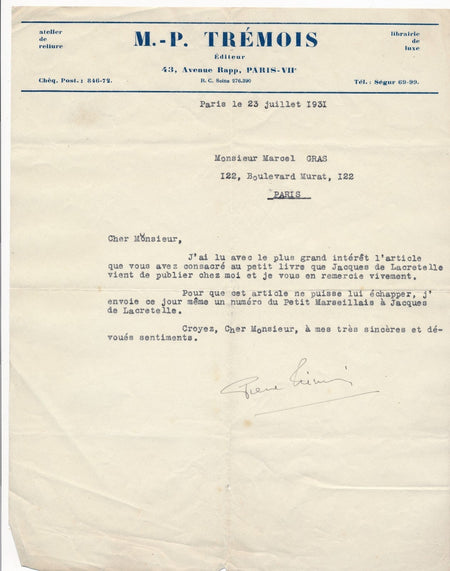 atelier de reliure
M.-P. TRÉMOIS
librairie de luxe
Éditeur
43, Avenue Rapp, PARIS-VIIe
Chèq. Post.: 846-72.
R. C. Seine 276.390
Tél.: Ségur 69-99.
Paris le 23 juillet 1931
Monsieur Marcel GRAS
122, Boulevard Murat, 122
PARIS
Cher Monsieur,
J'ai lu avec le plus grand intérêt l'article
que vous avez consacré au petit livre que Jacques de Lacretelle
vient de publier chez moi et je vous en remercie vivement.
Pour que cet article ne puisse lui échapper, j'
envoie ce jour même un numéro du Petit Marseillais à Jacques
de Lacretelle.
Croyez, Cher Monsieur, à mes très sincères et dé-
voués sentiments.
Pierre Trémois